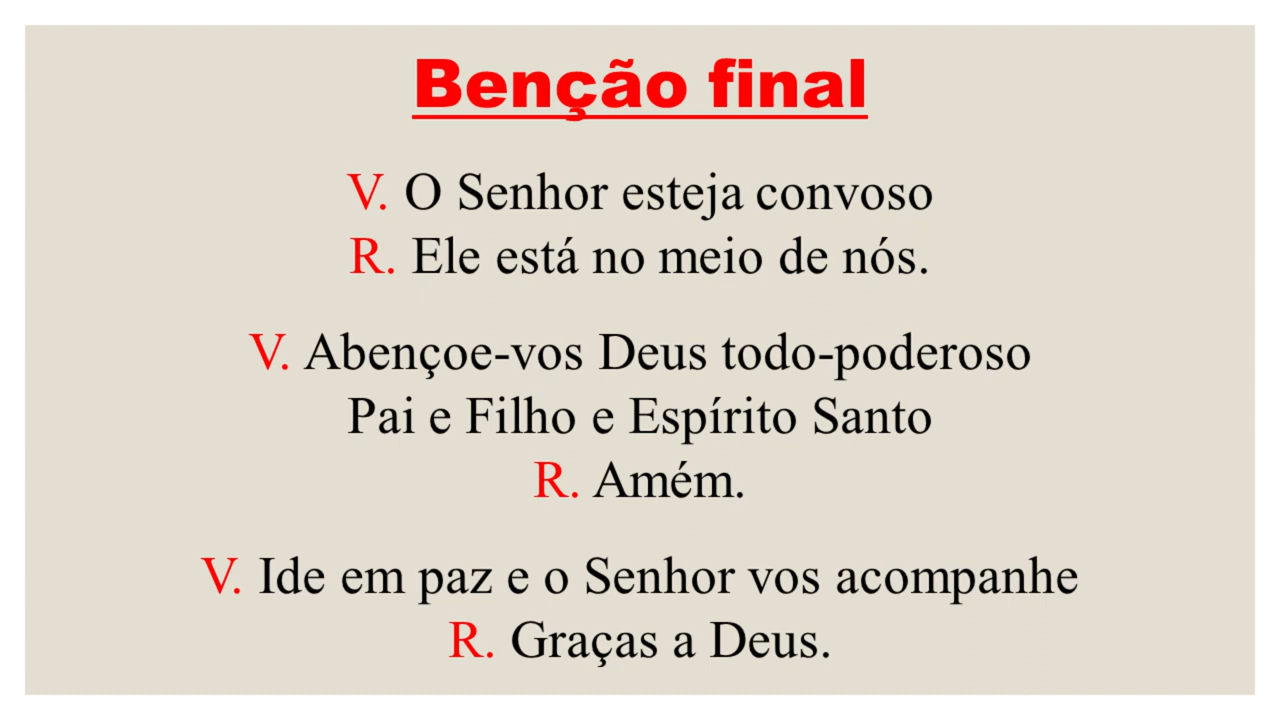 Benção final
V. O Senhor esteja convoso
R. Ele está no meio de nós.
V. Abençoe-vos Deus todo-poderoso
Pai e Filho e Espírito Santo
R. Amém.
V. Ide em paz e o Senhor vos acompanhe
R. Graças a Deus.